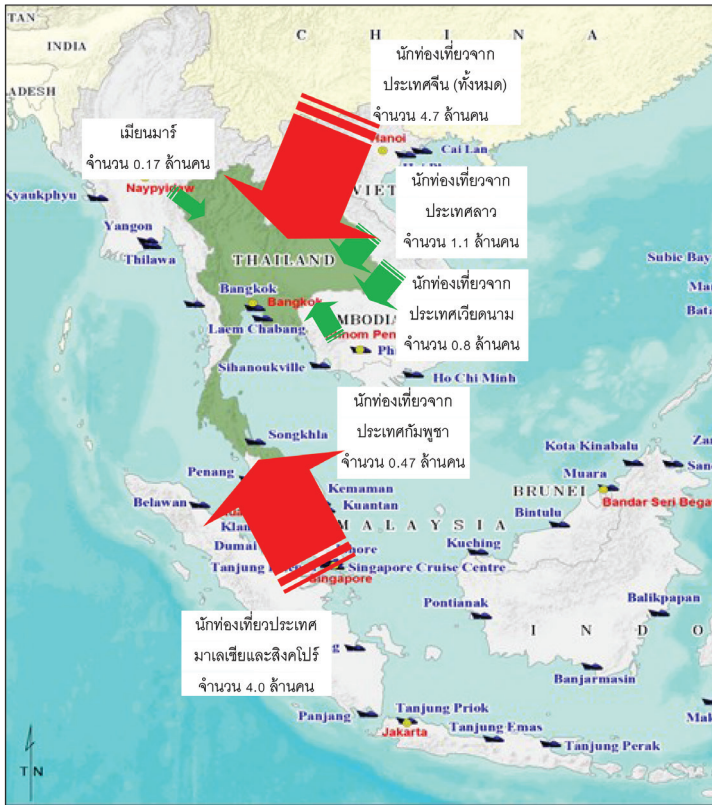 TAN
C H I N A
INDIA
ADESH
นักท่องเที่ยวจาก
ประเทศจีน (ทั้งหมด)
จำนวน 4.7 ล้านคน
เมียนมาร์
จำนวน 0.17 ล้านคน
Hanoi
Cai Lan
VIET
Naypyidaw
Kyaukphyu
นักท่องเที่ยวจาก
ประเทศลาว
จำนวน 1.1 ล้านคน
Yangon
Thilawa
THAILAND
Subic Bay
นักท่องเที่ยวจาก
ประเทศเวียดนาม
จำนวน 0.8 ล้านคน
Bangkok
Bangkok
Laem Chabang
MBODIA
Sihanoukville
Ho Chi Minh
นักท่องเที่ยวจาก
ประเทศกัมพูชา
จำนวน 0.47 ล้านคน
Songkhla
Penang
Kota Kinabalu
Muara
BRUNEI
Bandar Seri Begaw
Belawan
Kemaman
Kuantan
Bintulu
MALAYSIA
Dumai
Kuching
Singapore Cruise Centre
Singapore
Pontianak
Balikpapan
นักท่องเที่ยวประเทศ
มาเลเซียและสิงคโปร์
จำนวน 4.0 ล้านคน
I N D O
Banjarmasin
Panjang
Tanjung Priok
Jakarta
Tanjung Emas
Tanjung Perak
T N